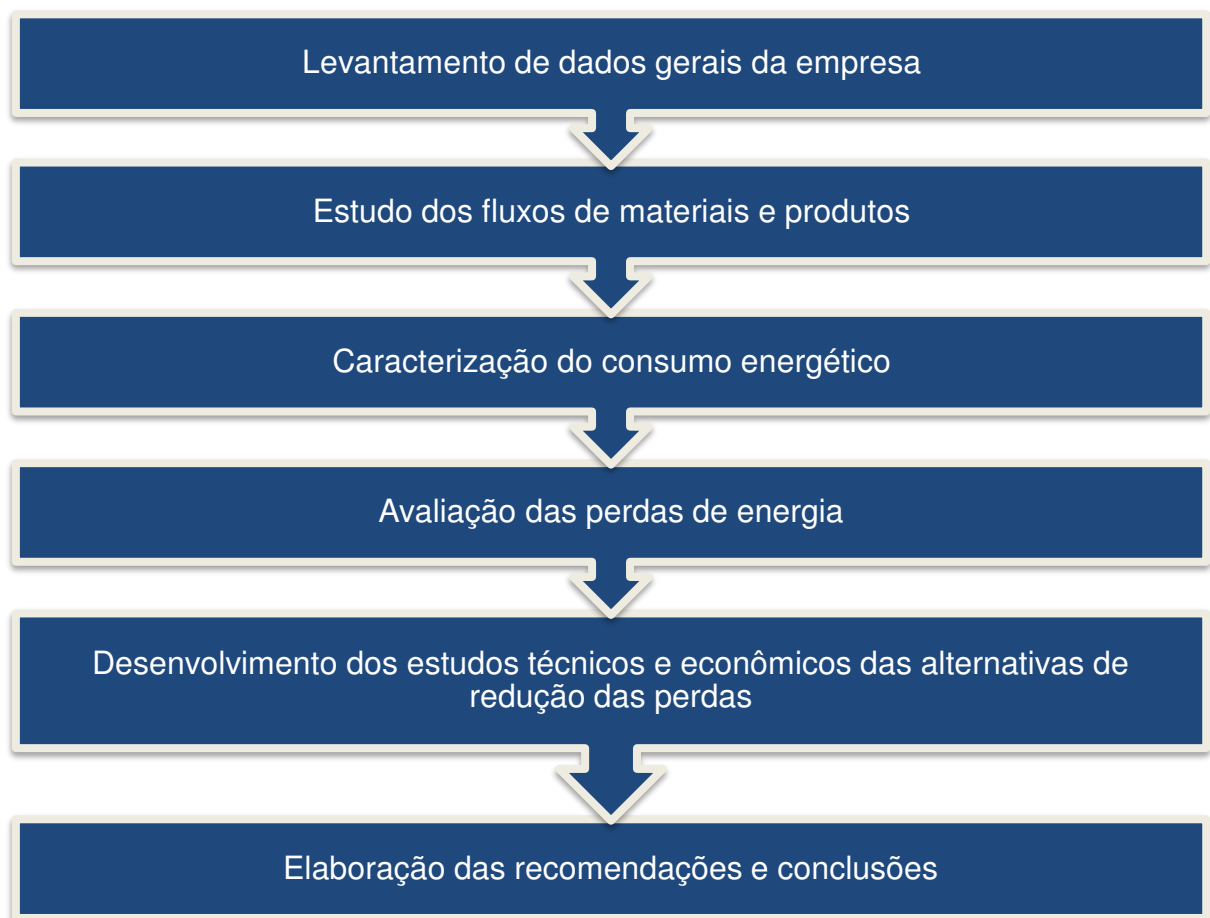 Levantamento de dados gerais da empresa
Estudo dos fluxos de materiais e produtos
Caracterização do consumo energético
Avaliação das perdas de energia
Desenvolvimento dos estudos técnicos e econômicos das alternativas de
redução das perdas
Elaboração das recomendações e conclusões